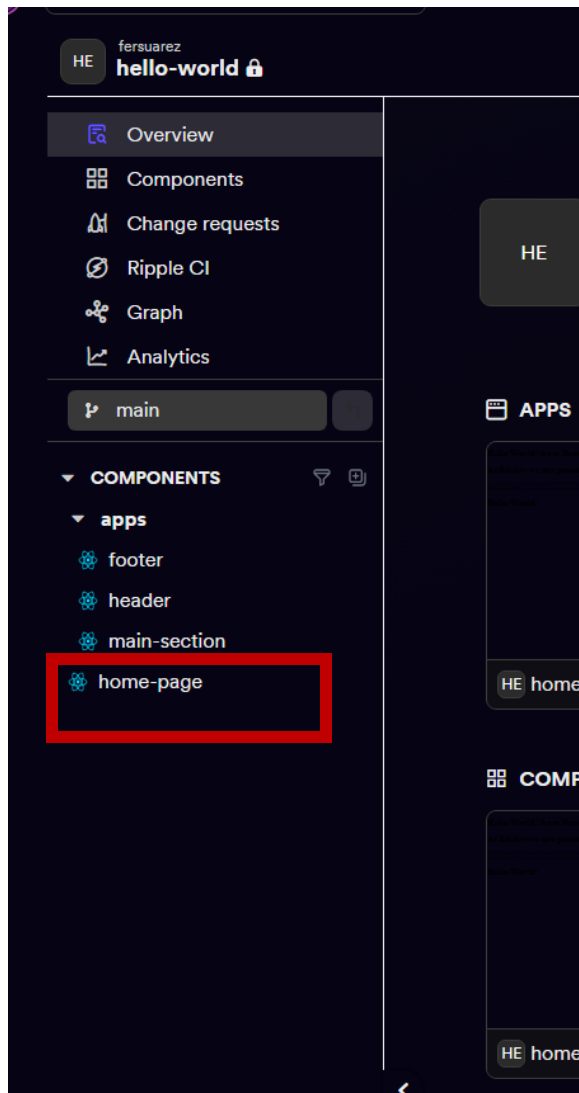 HE
fersuarez
hello-world
Overview
Components
Change requests
Ripple CI
Graph
Analytics
main
COMPONENTS
apps
footer
header
main-section
home-page
HE
APPS
HE home
COMP
HE home